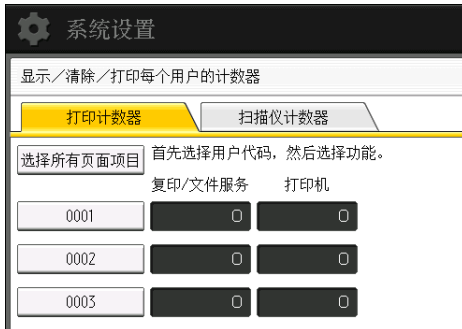 系统设置
显示/清除/打印每个用户的计数器
打印计数器 扫描仪计数器
选择所有页面项目 首先选择用户代码，然后选择功能。
复印/文件服务 打印机
0001 0 0
0002 0 0
0003 0 0